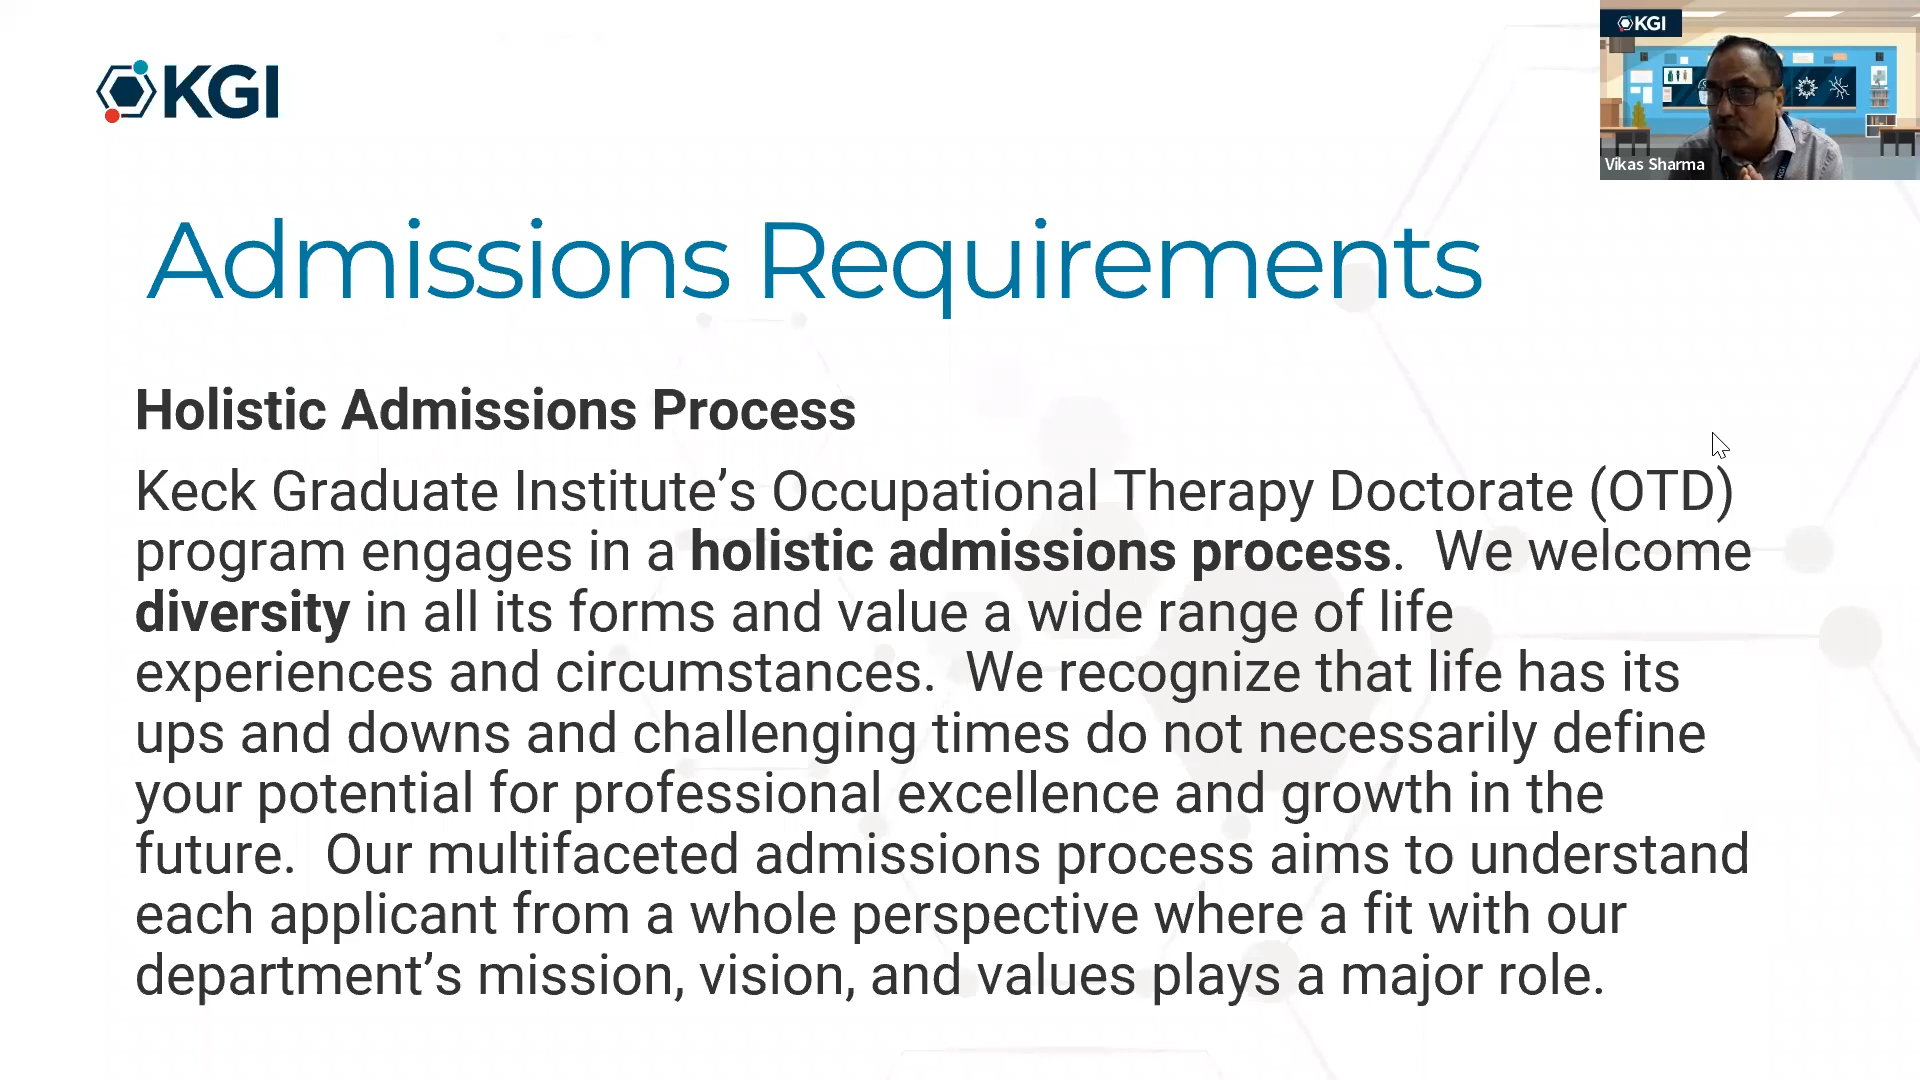 KGI
KGI
Vikas Sharma
Admissions Requirements
Holistic Admissions Process
Keck Graduate Institute’s Occupational Therapy Doctorate (OTD)
program engages in a holistic admissions process.  We welcome
diversity in all its forms and value a wide range of life
experiences and circumstances.  We recognize that life has its
ups and downs and challenging times do not necessarily define
your potential for professional excellence and growth in the
future.  Our multifaceted admissions process aims to understand
each applicant from a whole perspective where a fit with our
department’s mission, vision, and values plays a major role.